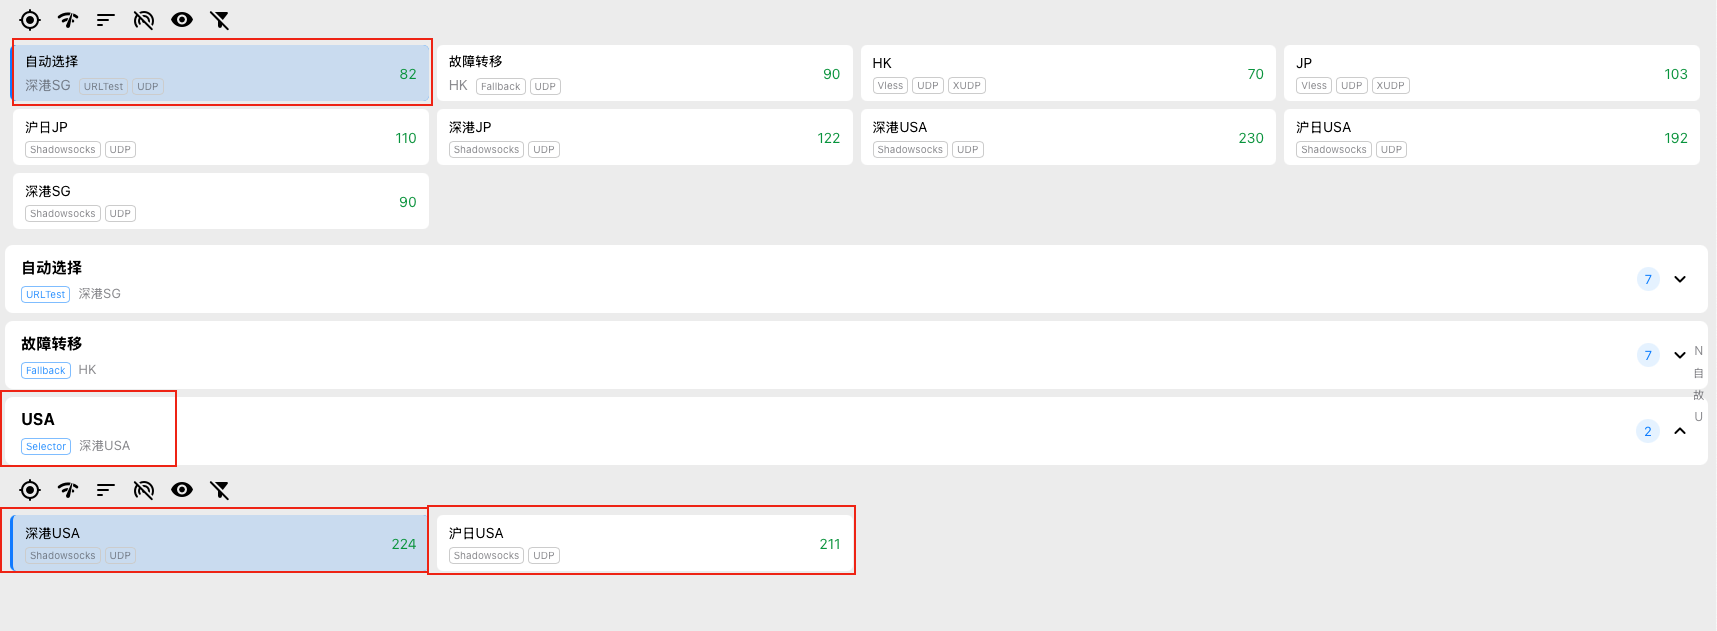 自动选择
深港SG URLTest UDP
82
故障转移
HK Fallback UDP
90
HK
Vless UDP XUDP
70
JP
Vless UDP XUDP
103
沪日JP
Shadowsocks UDP
110
深港JP
Shadowsocks UDP
122
深港USA
Shadowsocks UDP
230
沪日USA
Shadowsocks UDP
192
深港SG
Shadowsocks UDP
90
自动选择
URLTest 深港SG
7
故障转移
Fallback HK
7
USA
Selector 深港USA
2
N
自
故
U
深港USA
Shadowsocks UDP
224
沪日USA
Shadowsocks UDP
211